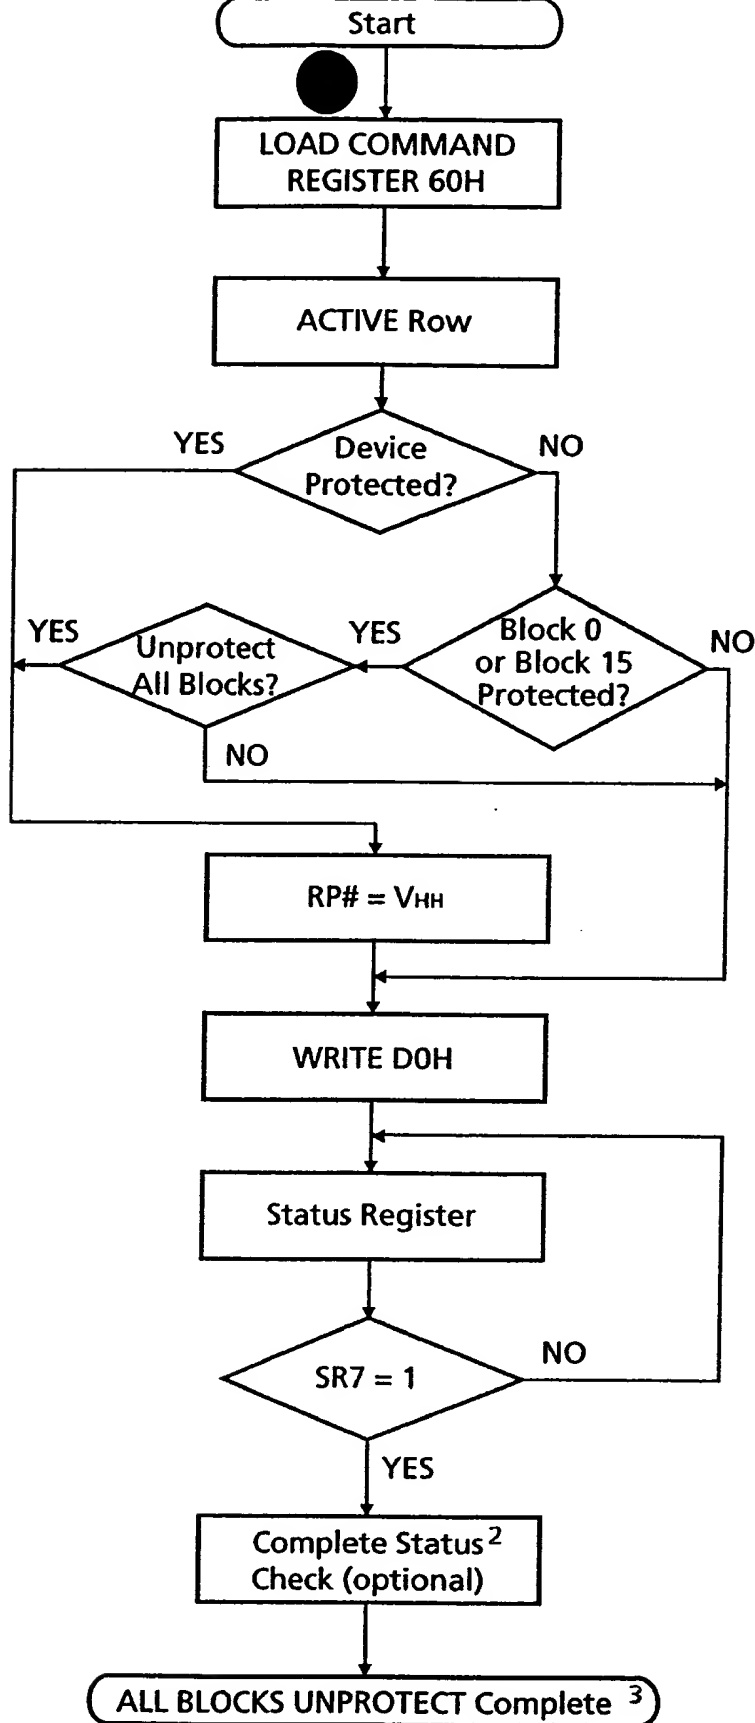 Start
LOAD COMMAND
REGISTER 60H
ACTIVE Row
YES
Device
Protected?
NO
YES
Unprotect
All Blocks?
YES
Block 0
or Block 15
Protected?
NO
NO
RP# = VHH
WRITE D0H
Status Register
SR7 = 1
NO
YES
Complete Status 2
Check (optional)
ALL BLOCKS UNPROTECT Complete 3